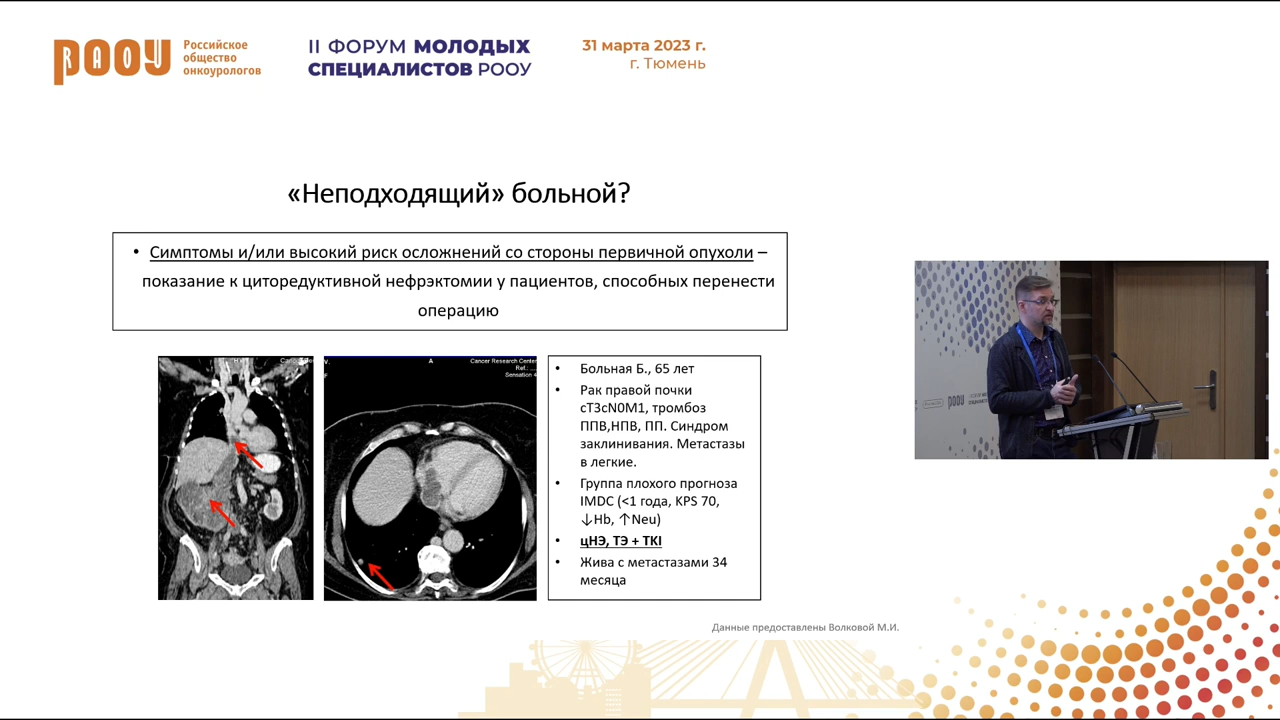 РООУ
RAOU
Российское
общество
онкоурологов
II ФОРУМ МОЛОДЫХ
СПЕЦИАЛИСТОВ РООУ
31 марта 2023 г.
г. Тюмень
«Неподходящий» больной?
• Симптомы и/или высокий риск осложнений со стороны первичной опухоли –
показание к циторедуктивной нефрэктомии у пациентов, способных перенести
операцию
A
Cancer Research Center
Ref.: ...
• Больная Б., 65 лет
• Рак правой почки
cT3cN0M1, тромбоз
ППВ,НПВ, ПП. Синдром
заклинивания. Метастазы
в легкие.
• Группа плохого прогноза
IMDC (<1 года, KPS 70,
↓Hb, ↑Neu)
• цНЭ, ТЭ + TKI
• Жива с метастазами 34
месяца
Данные предоставлены Волковой М.И.